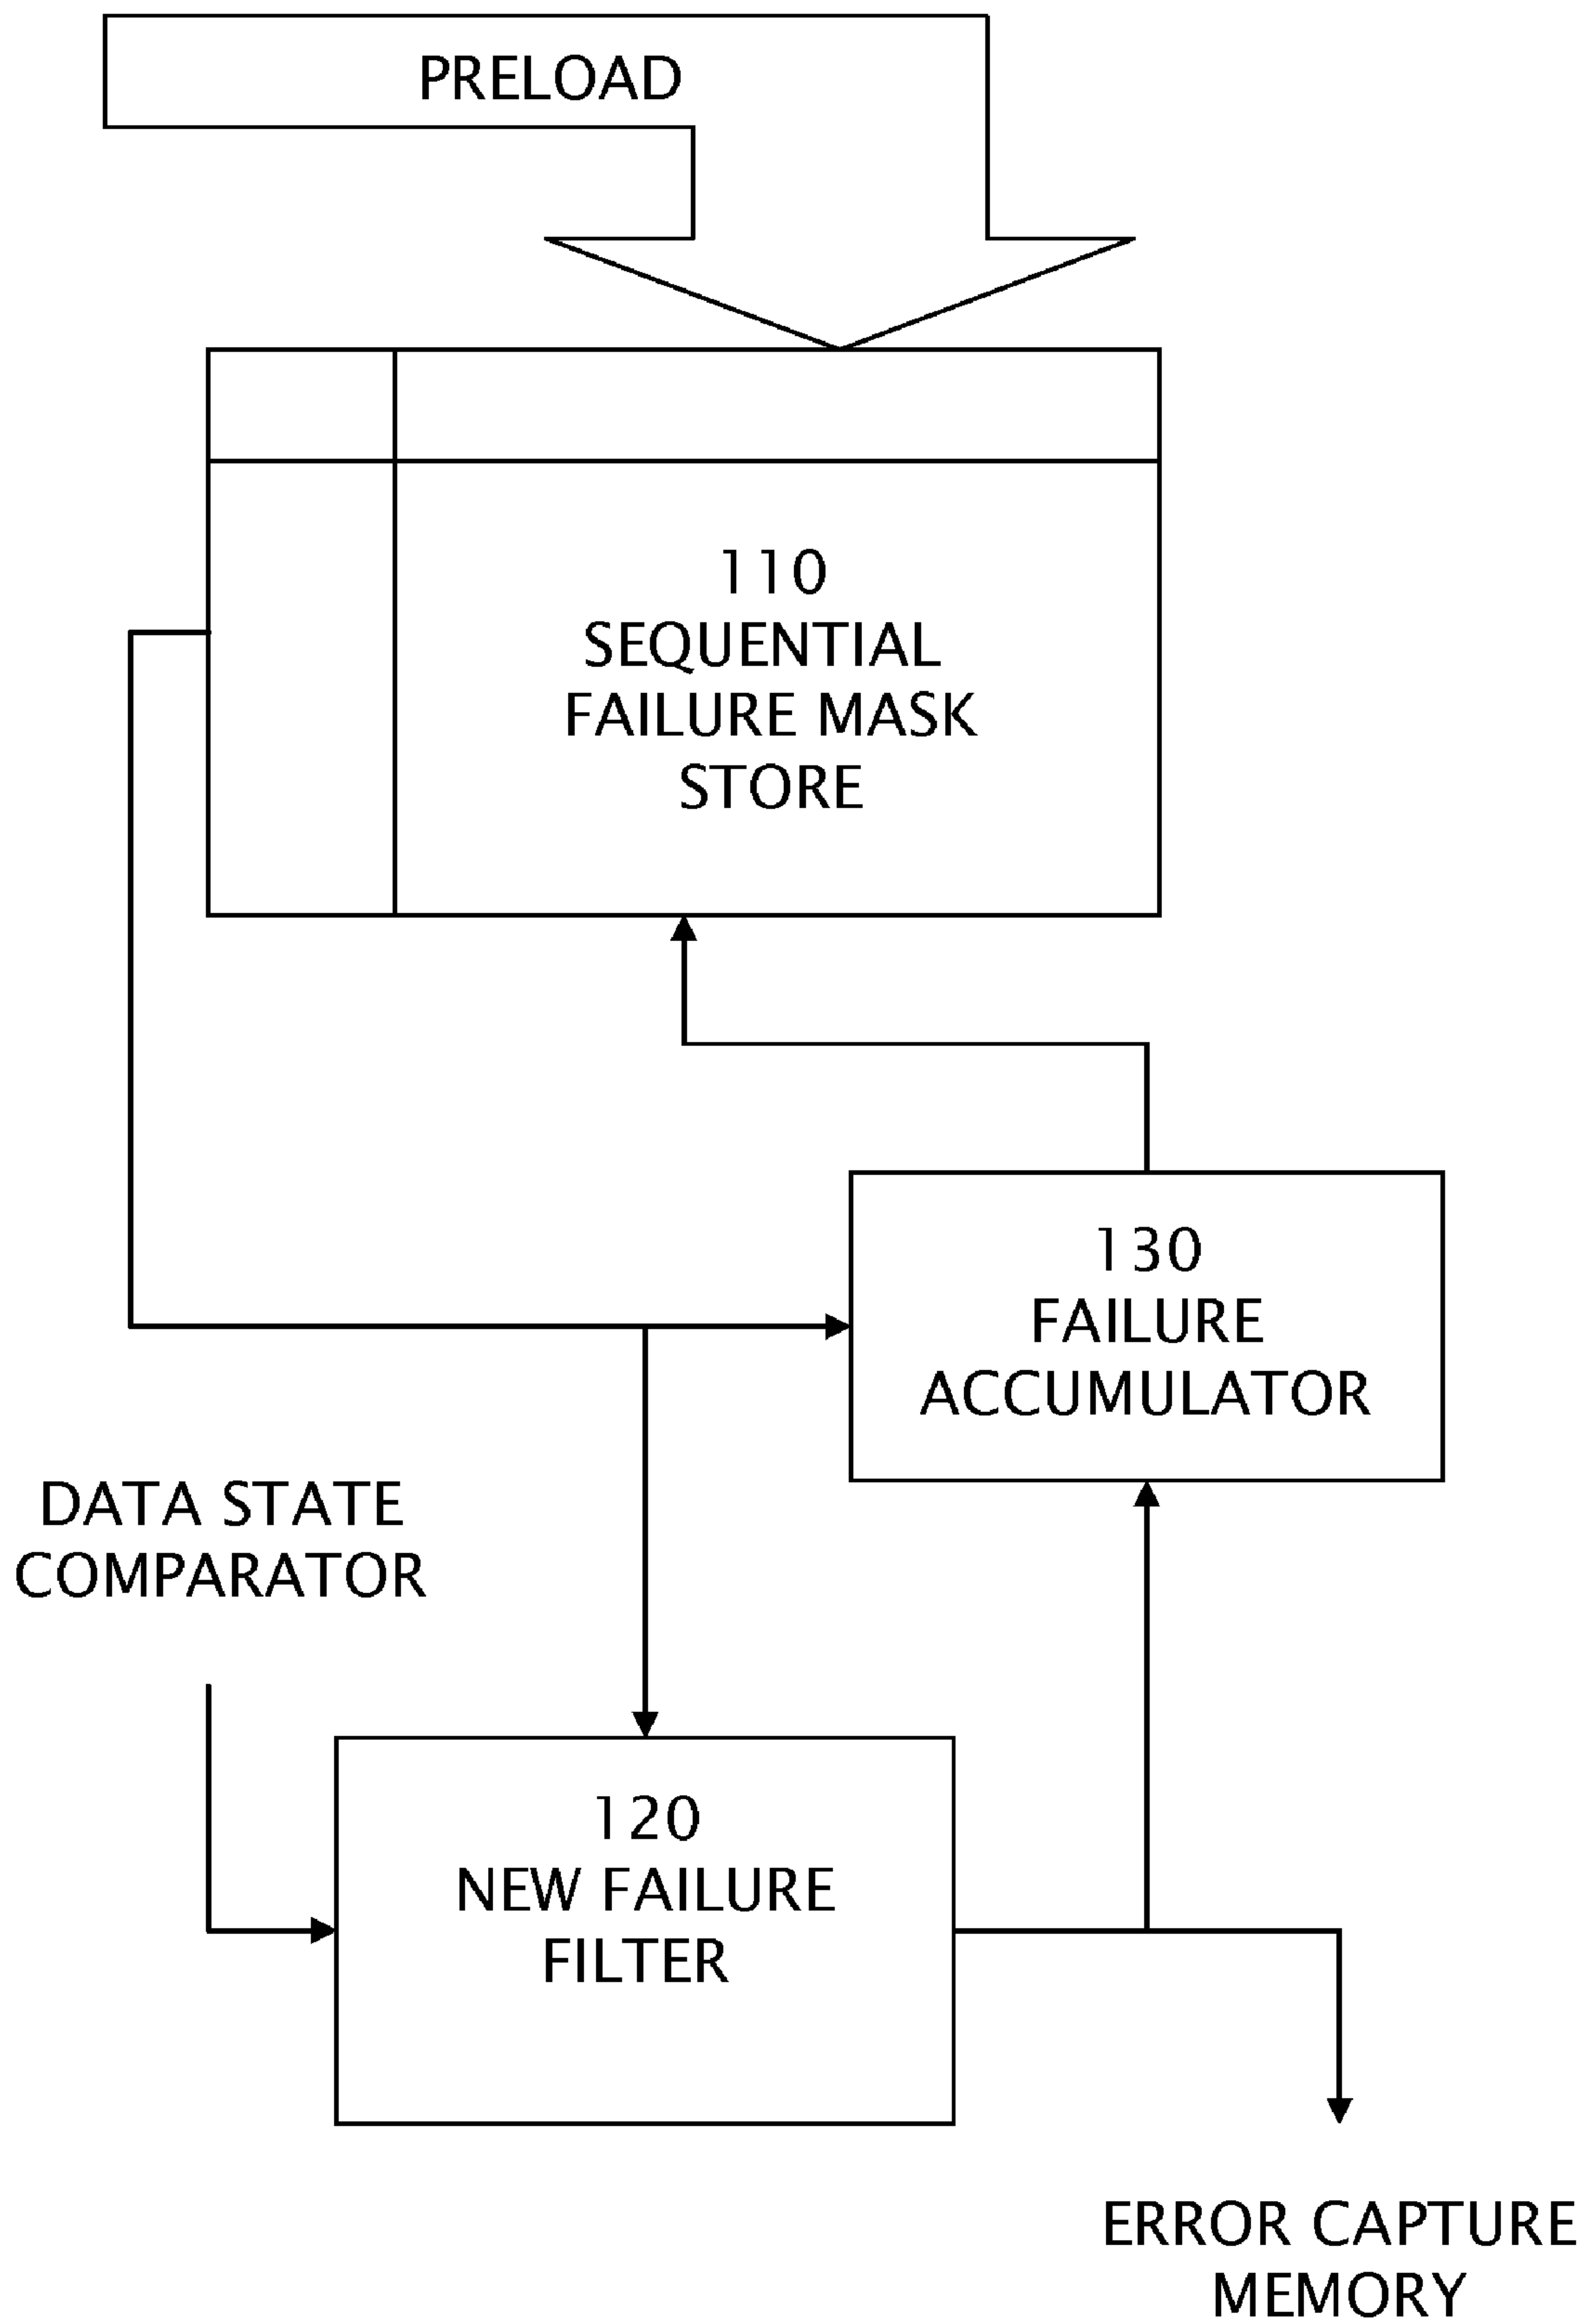 PRELOAD
110
SEQUENTIAL
FAILURE MASK
STORE
130
FAILURE
ACCUMULATOR
DATA STATE
COMPARATOR
120
NEW FAILURE
FILTER
ERROR CAPTURE
MEMORY